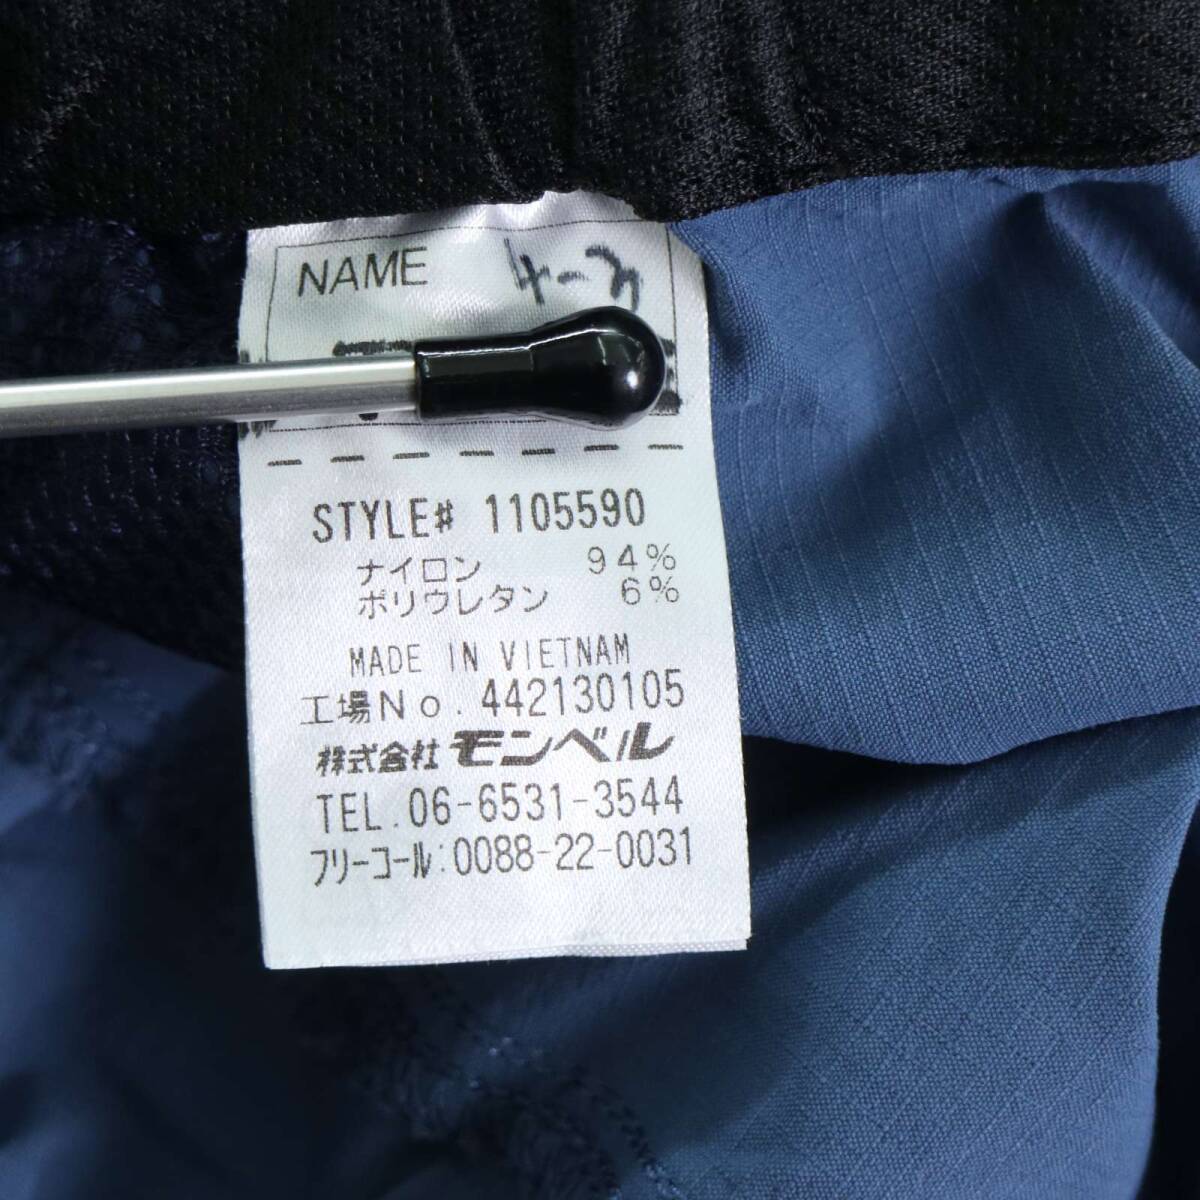 NAME 4-
STYLE# 1105590
ナイロン 94%
ポリウレタン 6%
MADE IN VIETNAM
工場No. 442130105
株式会社 モンベル
TEL. 06-6531-3544
フリーコール:0088-22-0031